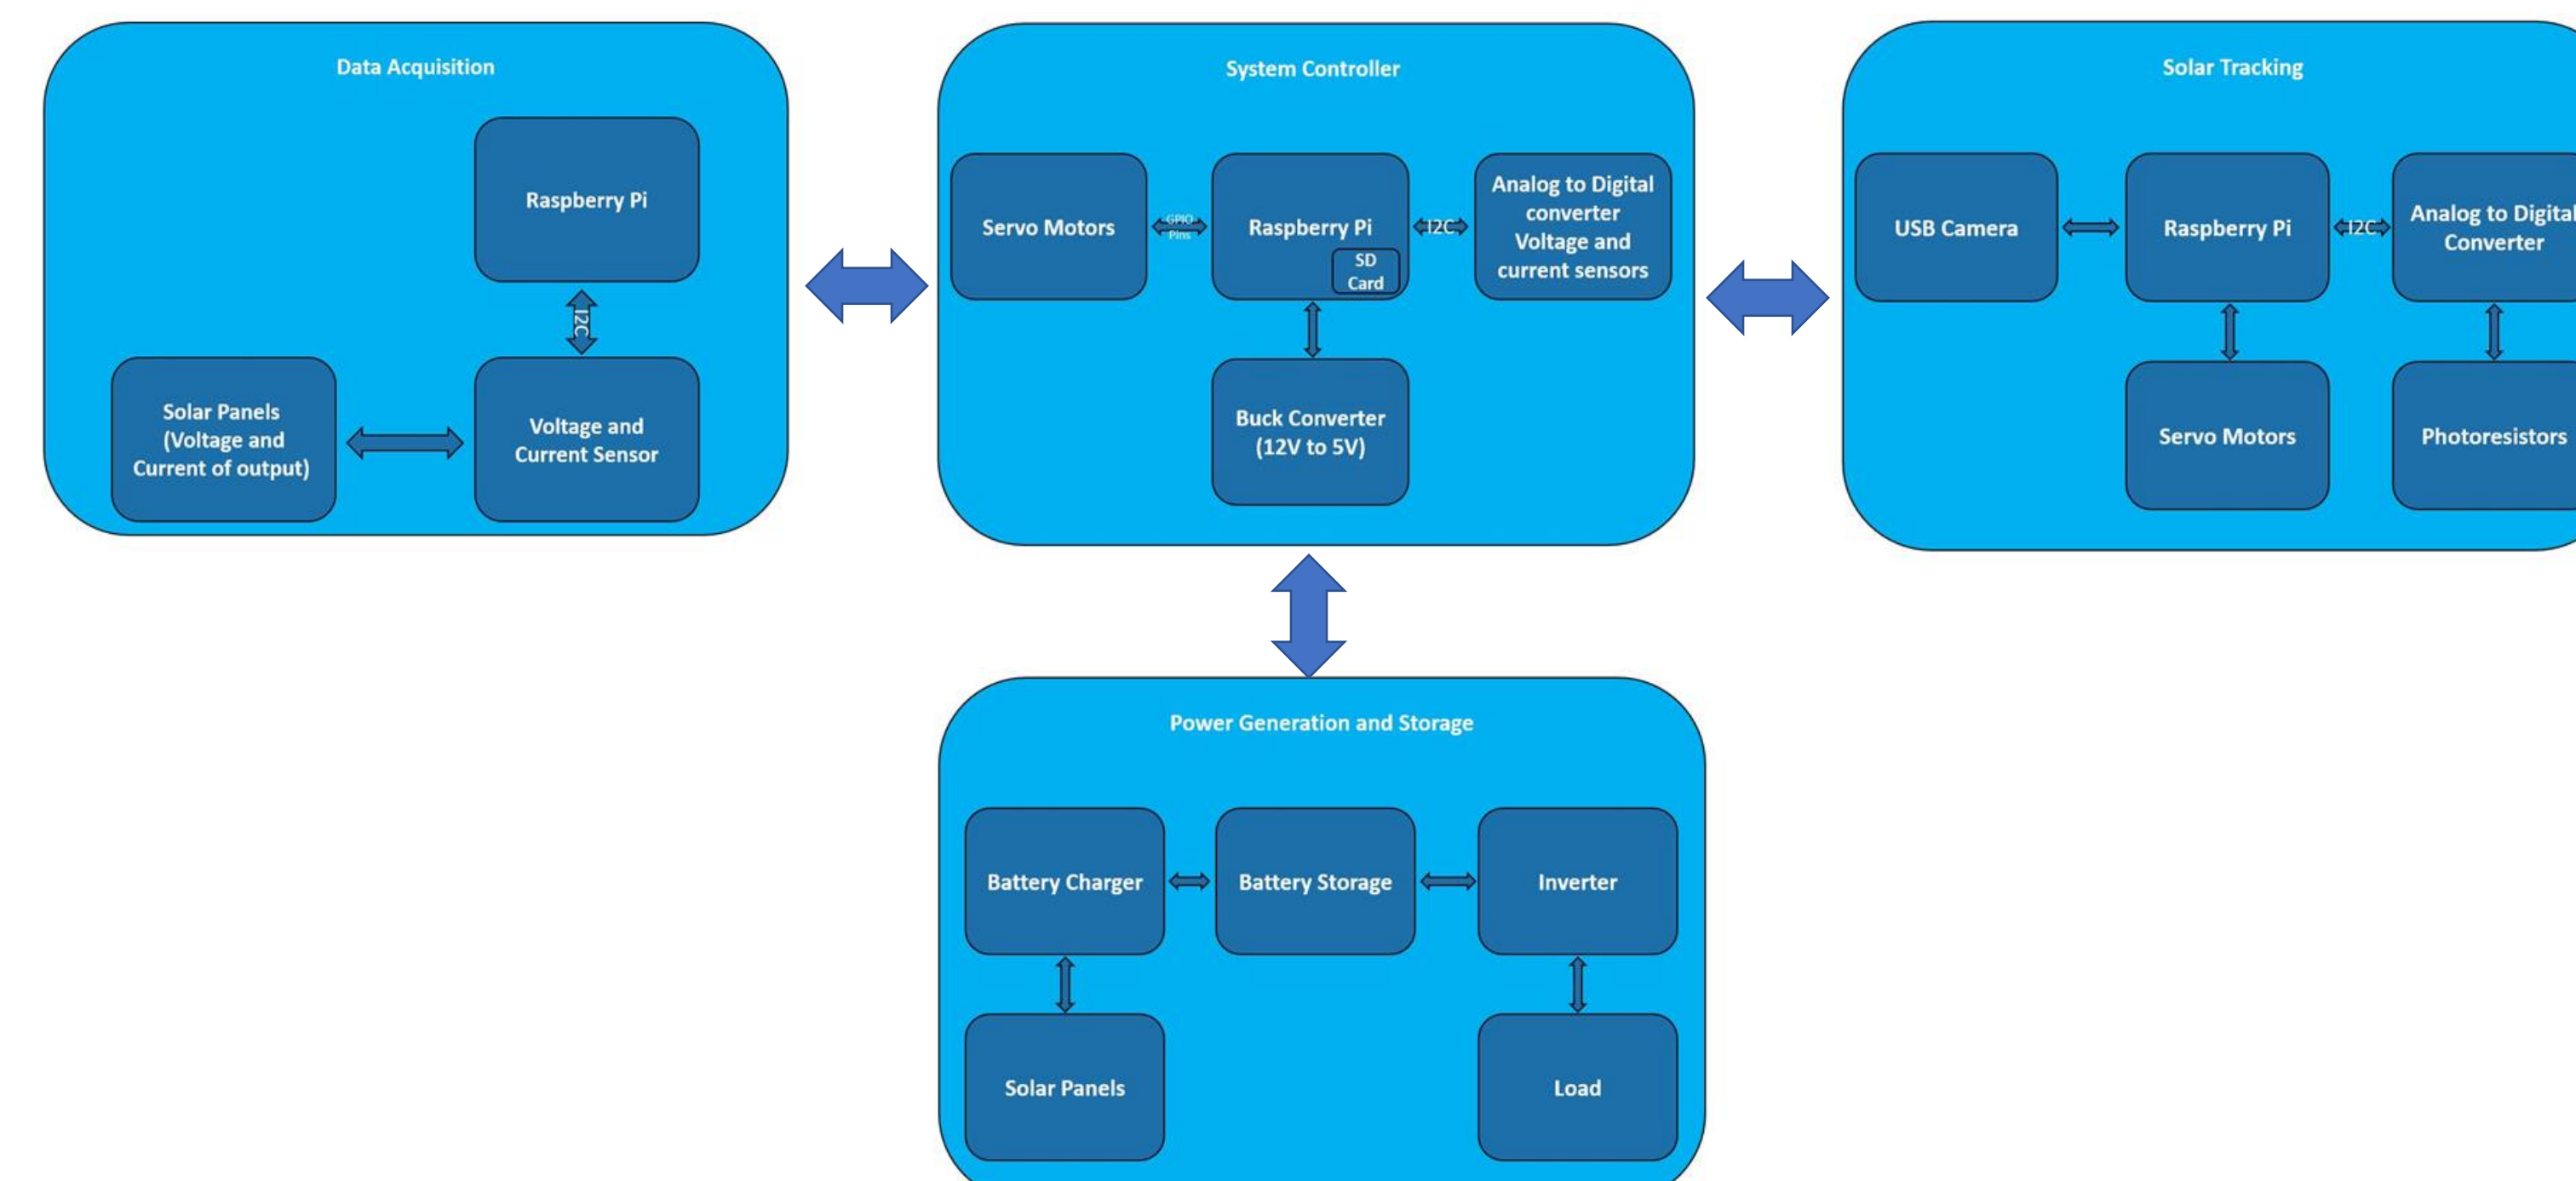 Data Acquisition
Raspberry Pi
I2C
Solar Panels
(Voltage and
Current of output)
Voltage and
Current Sensor
System Controller
Servo Motors
GPIO
Pins
Raspberry Pi
SD
Card
I2C
Analog to Digital
converter
Voltage and
current sensors
Buck Converter
(12V to 5V)
Solar Tracking
USB Camera
Raspberry Pi
I2C
Analog to Digital
Converter
Servo Motors
Photoresistors
Power Generation and Storage
Battery Charger
Battery Storage
Inverter
Solar Panels
Load